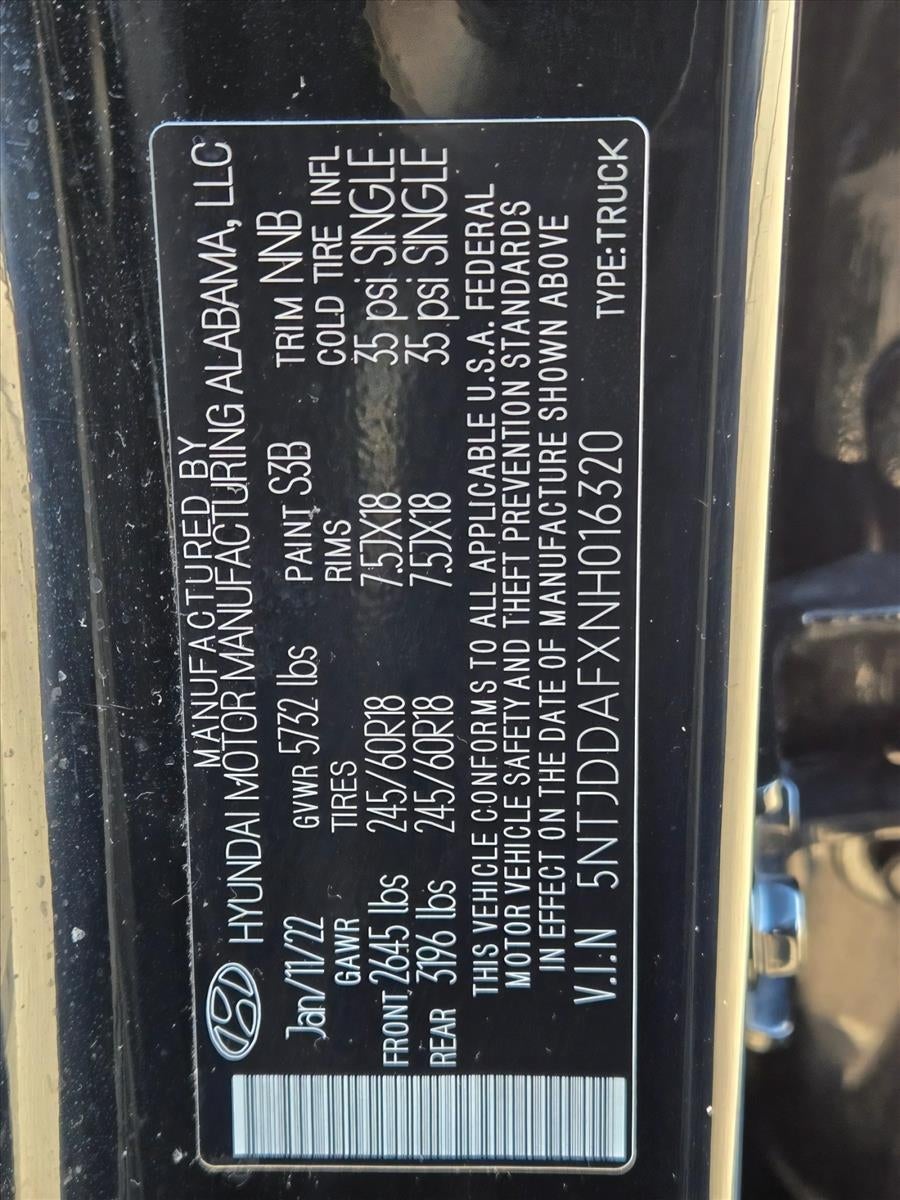 MANUFACTURED BY
HYUNDAI MOTOR MANUFACTURING ALABAMA, LLC
Jan/11/22 GVWR 5732 lbs PAINT S3B TRIM NNB
GAWR TIRES RIMS COLD TIRE INFL
FRONT 2645 lbs 245/60R18 7.5JX18 35 psi SINGLE
REAR 3196 lbs 245/60R18 7.5JX18 35 psi SINGLE
THIS VEHICLE CONFORMS TO ALL APPLICABLE U.S.A. FEDERAL
MOTOR VEHICLE SAFETY AND THEFT PREVENTION STANDARDS
IN EFFECT ON THE DATE OF MANUFACTURE SHOWN ABOVE
V.I.N 5NTJDDAFXNH016320 TYPE:TRUCK